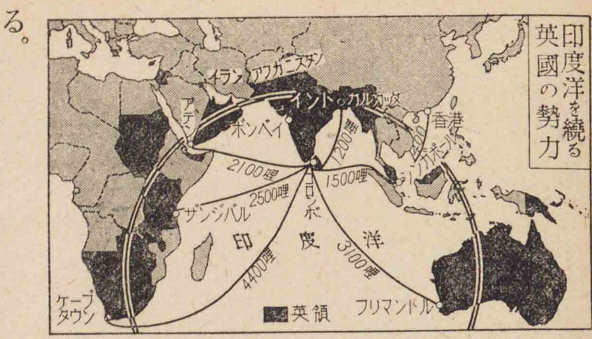 る。
印度洋を繞る
英國の勢力
イラン
アフガニスタン
アデン
イント
カルカッタ
ボンベイ
香港
シンガポール
コロンボ
1200哩
1500哩
2100哩
2500哩
ザンジバル
印度洋
4400哩
3100哩
ケープ
タウン
フリマントル
英領